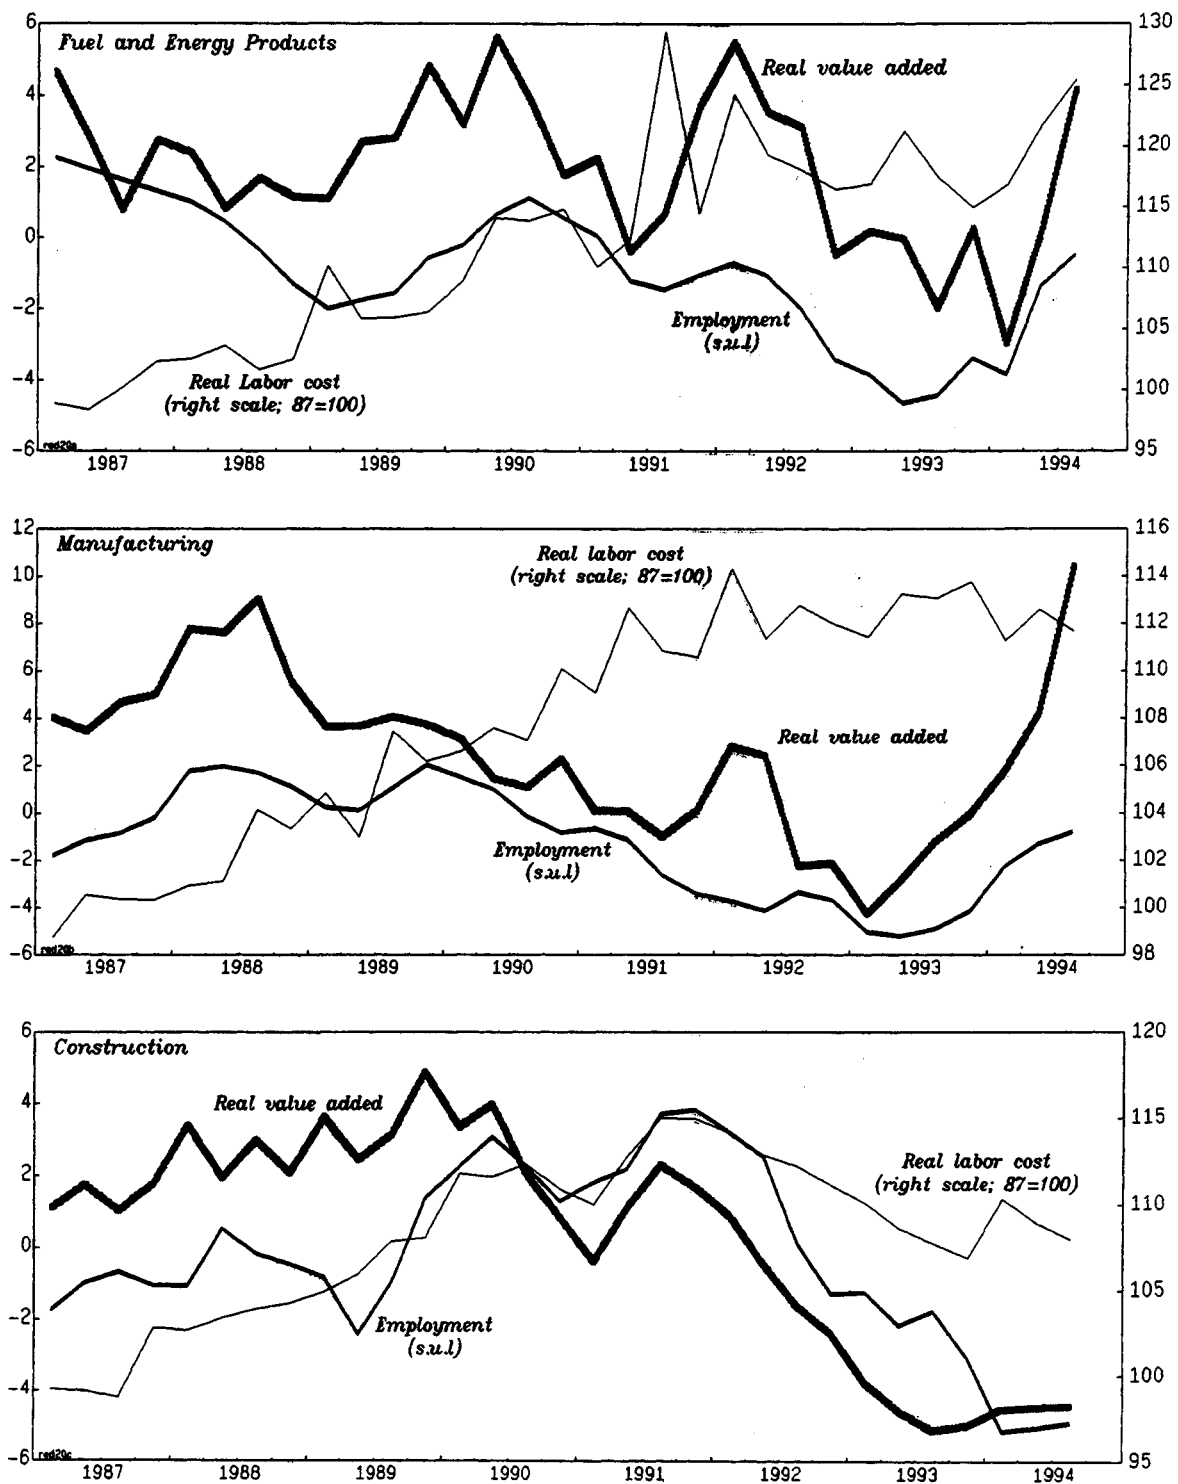 6
130
Fuel and Energy Products
Real value added
4
125
2
120
115
0
110
-2
Employment
(s.u.l)
105
-4
Real Labor cost
(right scale; 87=100)
100
-6
red20a
95
1987 1988 1989 1990 1991 1992 1993 1994
12
116
Manufacturing
Real labor cost
(right scale; 87=100)
10
114
8
112
6
110
4
108
Real value added
2
106
0
104
Employment
(s.u.l)
-2
102
-4
100
-6
red20b
98
1987 1988 1989 1990 1991 1992 1993 1994
6
120
Construction
Real value added
4
115
2
Real labor cost
(right scale; 87=100)
110
0
105
-2
Employment
(s.u.l)
-4
100
-6
red20c
95
1987 1988 1989 1990 1991 1992 1993 1994